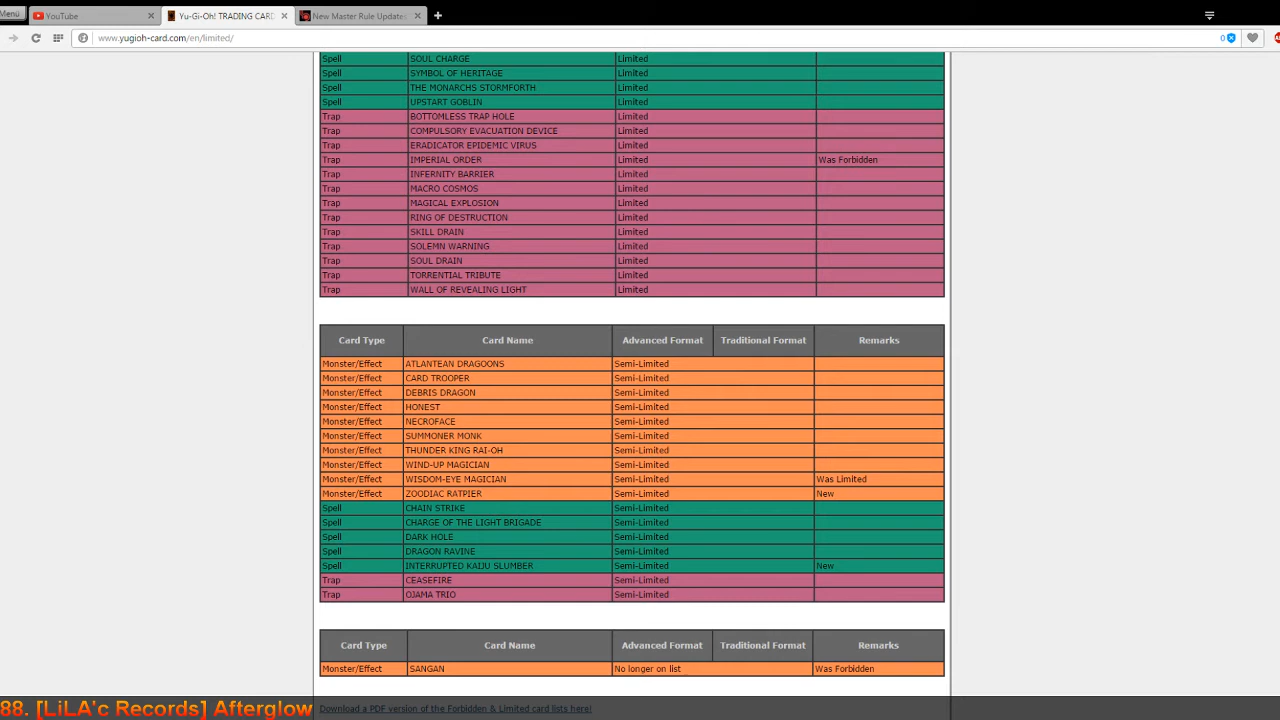 Menü
YouTube
Yu-Gi-Oh! TRADING CARD
New Master Rule Update
www.yugioh-card.com/en/limited/
0
Spell SOUL CHARGE Limited
Spell SYMBOL OF HERITAGE Limited
Spell THE MONARCHS STORMFORTH Limited
Spell UPSTART GOBLIN Limited
Trap BOTTOMLESS TRAP HOLE Limited
Trap COMPULSORY EVACUATION DEVICE Limited
Trap ERADICATOR EPIDEMIC VIRUS Limited
Trap IMPERIAL ORDER Limited Was Forbidden
Trap INFERNITY BARRIER Limited
Trap MACRO COSMOS Limited
Trap MAGICAL EXPLOSION Limited
Trap RING OF DESTRUCTION Limited
Trap SKILL DRAIN Limited
Trap SOLEMN WARNING Limited
Trap SOUL DRAIN Limited
Trap TORRENTIAL TRIBUTE Limited
Trap WALL OF REVEALING LIGHT Limited
Card Type Card Name Advanced Format Traditional Format Remarks
Monster/Effect ATLANTEAN DRAGOONS Semi-Limited
Monster/Effect CARD TROOPER Semi-Limited
Monster/Effect DEBRIS DRAGON Semi-Limited
Monster/Effect HONEST Semi-Limited
Monster/Effect NECROFACE Semi-Limited
Monster/Effect SUMMONER MONK Semi-Limited
Monster/Effect THUNDER KING RAI-OH Semi-Limited
Monster/Effect WIND-UP MAGICIAN Semi-Limited
Monster/Effect WISDOM-EYE MAGICIAN Semi-Limited Was Limited
Monster/Effect ZOODIAC RATPIER Semi-Limited New
Spell CHAIN STRIKE Semi-Limited
Spell CHARGE OF THE LIGHT BRIGADE Semi-Limited
Spell DARK HOLE Semi-Limited
Spell DRAGON RAVINE Semi-Limited
Spell INTERRUPTED KAIJU SLUMBER Semi-Limited New
Trap CEASEFIRE Semi-Limited
Trap OJAMA TRIO Semi-Limited
Card Type Card Name Advanced Format Traditional Format Remarks
Monster/Effect SANGAN No longer on list Was Forbidden
Download a PDF version of the Forbidden & Limited card lists here!
88. [LiLA'c Records] Afterglow